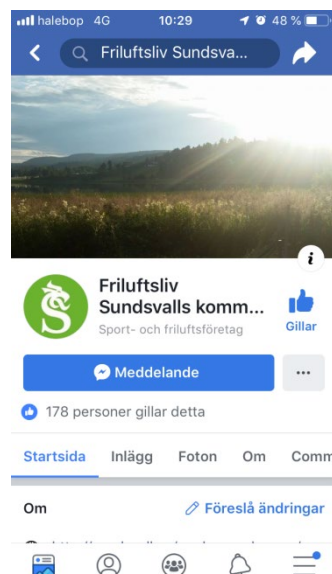 halebop 4G 10:29 48 %
Friluftsliv Sundsva...
i
Friluftsliv
Sundsvalls komm...
Sport- och friluftsföretag
Gillar
Meddelande
...
178 personer gillar detta
Startsida Inlägg Foton Om Comm
Om Föreslå ändringar